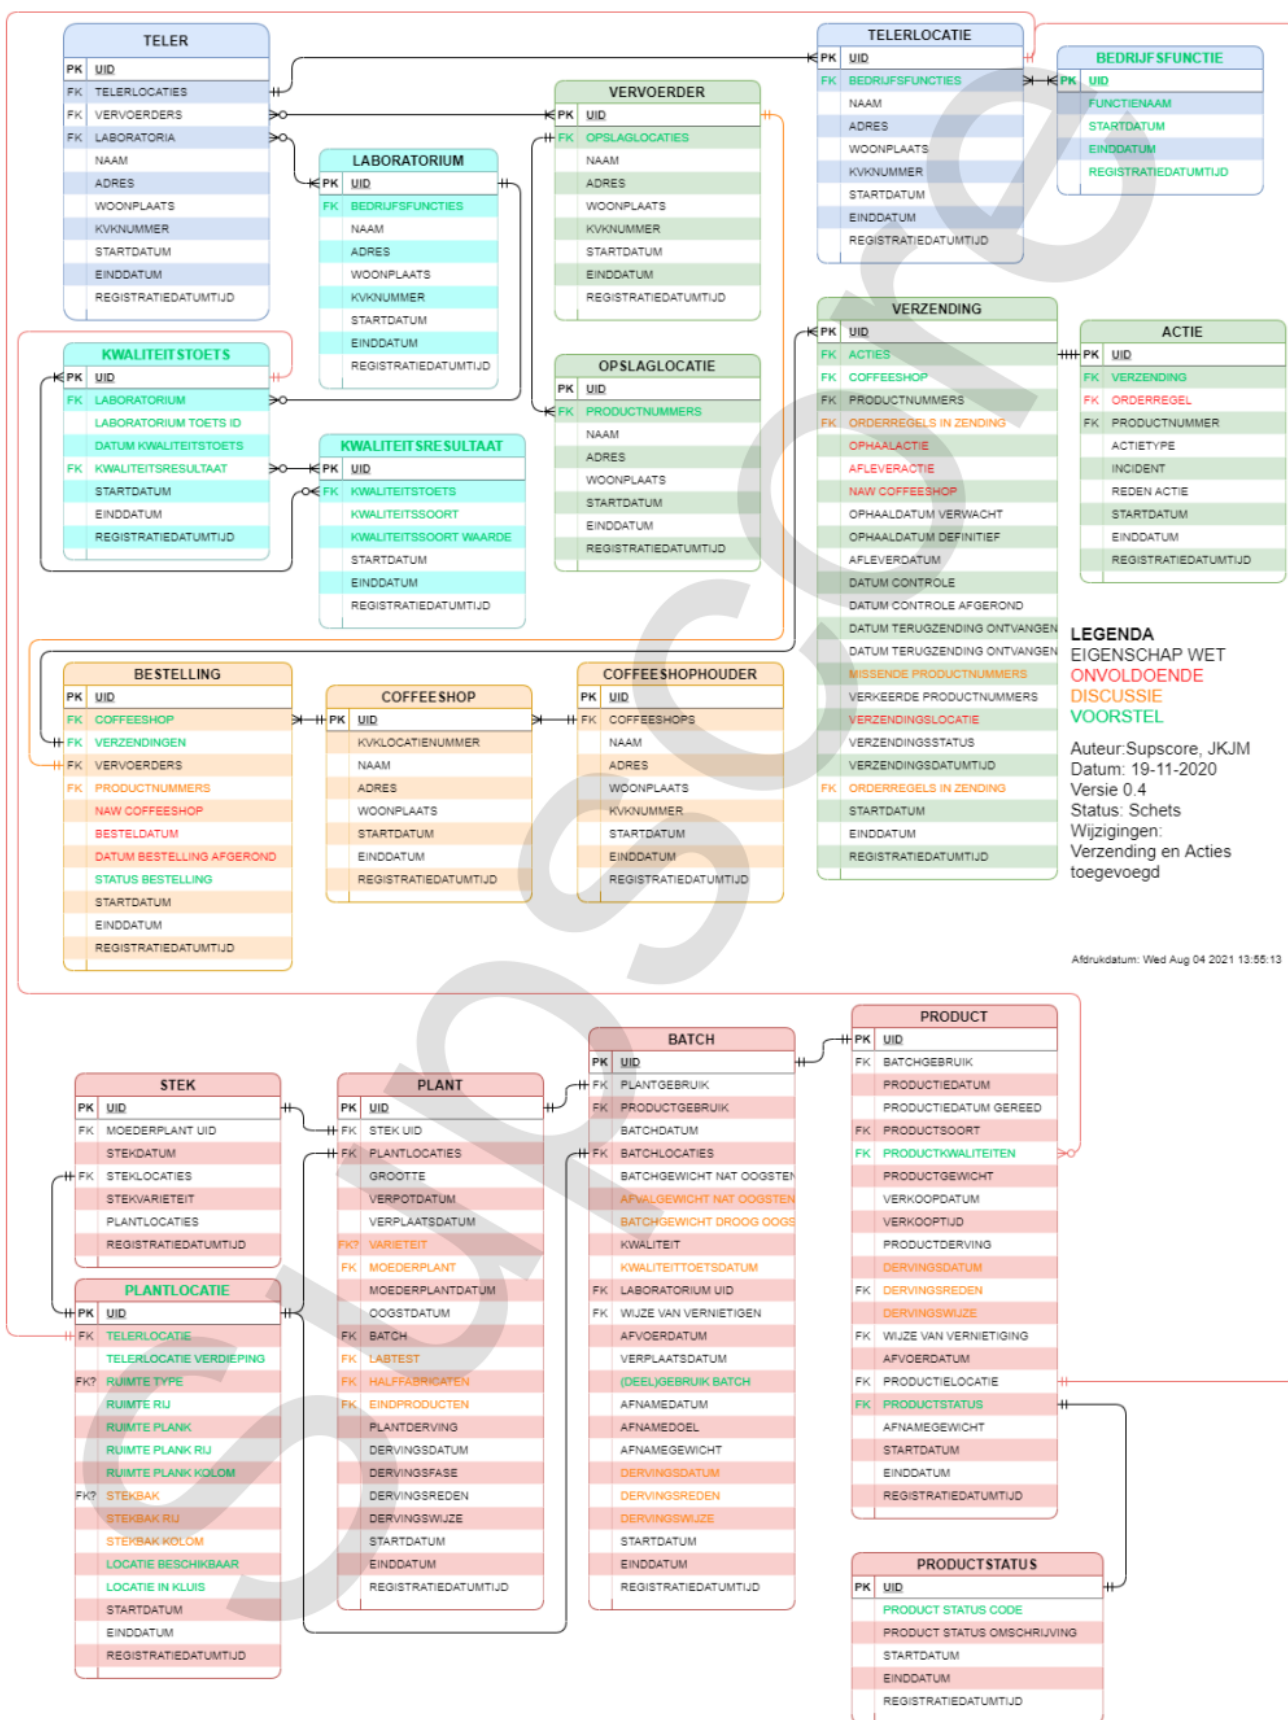 TELER
PK UID
FK TELERLOCATIES
FK VERVOERDERS
FK LABORATORIA
NAAM
ADRES
WOONPLAATS
KVKNUMMER
STARTDATUM
EINDDATUM
REGISTRATIEDATUMTIJD
LABORATORIUM
PK UID
FK BEDRIJFSFUNCTIES
NAAM
ADRES
WOONPLAATS
KVKNUMMER
STARTDATUM
EINDDATUM
REGISTRATIEDATUMTIJD
VERVOERDER
PK UID
FK OPSLAGLOCATIES
NAAM
ADRES
WOONPLAATS
KVKNUMMER
STARTDATUM
EINDDATUM
REGISTRATIEDATUMTIJD
TELERLOCATIE
PK UID
FK BEDRIJFSFUNCTIES
NAAM
ADRES
WOONPLAATS
KVKNUMMER
STARTDATUM
EINDDATUM
REGISTRATIEDATUMTIJD
BEDRIJFSFUNCTIE
PK UID
FUNCTIENAAM
STARTDATUM
EINDDATUM
REGISTRATIEDATUMTIJD
KWALITEITSTOETS
PK UID
FK LABORATORIUM
LABORATORIUM TOETS ID
DATUM KWALITEITSTOETS
FK KWALITEITSRESULTAAT
STARTDATUM
EINDDATUM
REGISTRATIEDATUMTIJD
KWALITEITSRESULTAAT
PK UID
FK KWALITEITSTOETS
KWALITEITSSOORT
KWALITEITSSOORT WAARDE
STARTDATUM
EINDDATUM
REGISTRATIEDATUMTIJD
OPSLAGLOCATIE
PK UID
FK PRODUCTNUMMERS
NAAM
ADRES
WOONPLAATS
STARTDATUM
EINDDATUM
REGISTRATIEDATUMTIJD
VERZENDING
PK UID
FK ACTIES
FK COFFEESHOP
FK PRODUCTNUMMERS
FK ORDERREGELS IN ZENDING
OPHAALACTIE
AFLEVERACTIE
NAW COFFEESHOP
OPHAALDATUM VERWACHT
OPHAALDATUM DEFINITIEF
AFLEVERDATUM
DATUM CONTROLE
DATUM CONTROLE AFGEROND
DATUM TERUGZENDING ONTVANGEN
DATUM TERUGZENDING ONTVANGEN
MISSENDE PRODUCTNUMMERS
VERKEERDE PRODUCTNUMMERS
VERZENDINGSLOCATIE
VERZENDINGSSTATUS
VERZENDINGSDATUMTIJD
FK ORDERREGELS IN ZENDING
STARTDATUM
EINDDATUM
REGISTRATIEDATUMTIJD
ACTIE
PK UID
FK VERZENDING
FK ORDERREGEL
FK PRODUCTNUMMER
ACTIETYPE
INCIDENT
REDEN ACTIE
STARTDATUM
EINDDATUM
REGISTRATIEDATUMTIJD
LEGENDA
EIGENSCHAP WET
ONVOLDOENDE
DISCUSSIE
VOORSTEL
Auteur:Supscore, JKJM
Datum: 19-11-2020
Versie 0.4
Status: Schets
Wijzigingen:
Verzending en Acties
toegevoegd
Afdrukdatum: Wed Aug 04 2021 13:55:13
BESTELLING
PK UID
FK COFFEESHOP
FK VERZENDINGEN
FK VERVOERDERS
FK PRODUCTNUMMERS
NAW COFFEESHOP
BESTELDATUM
DATUM BESTELLING AFGEROND
STATUS BESTELLING
STARTDATUM
EINDDATUM
REGISTRATIEDATUMTIJD
COFFEESHOP
PK UID
KVKLOCATIENUMMER
NAAM
ADRES
WOONPLAATS
STARTDATUM
EINDDATUM
REGISTRATIEDATUMTIJD
COFFEESHOPHOUDER
PK UID
FK COFFEESHOPS
NAAM
ADRES
WOONPLAATS
KVKNUMMER
STARTDATUM
EINDDATUM
REGISTRATIEDATUMTIJD
STEK
PK UID
FK MOEDERPLANT UID
STEKDATUM
FK STEKLOCATIES
STEKVARIETEIT
PLANTLOCATIES
REGISTRATIEDATUMTIJD
PLANTLOCATIE
PK UID
FK TELERLOCATIE
TELERLOCATIE VERDIEPING
FK? RUIMTE TYPE
RUIMTE RIJ
RUIMTE PLANK
RUIMTE PLANK RIJ
RUIMTE PLANK KOLOM
FK? STEKBAK
STEKBAK RIJ
STEKBAK KOLOM
LOCATIE BESCHIKBAAR
LOCATIE IN KLUIS
STARTDATUM
EINDDATUM
REGISTRATIEDATUMTIJD
PLANT
PK UID
FK STEK UID
FK PLANTLOCATIES
GROOTTE
VERPOTDATUM
VERPLAATSDATUM
FK? VARIETEIT
FK MOEDERPLANT
MOEDERPLANTDATUM
OOGSTDATUM
FK BATCH
FK LABTEST
FK HALFFABRICATEN
FK EINDPRODUCTEN
PLANTDERVING
DERVINGSDATUM
DERVINGSFASE
DERVINGSREDEN
DERVINGSWIJZE
STARTDATUM
EINDDATUM
REGISTRATIEDATUMTIJD
BATCH
PK UID
FK PLANTGEBRUIK
FK PRODUCTGEBRUIK
BATCHDATUM
FK BATCHLOCATIES
BATCHGEWICHT NAT OOGSTEN
AFVALGEWICHT NAT OOGSTEN
BATCHGEWICHT DROOG OOGS
KWALITEIT
KWALITEITTOETSDATUM
FK LABORATORIUM UID
FK WIJZE VAN VERNIETIGEN
AFVOERDATUM
VERPLAATSDATUM
(DEEL)GEBRUIK BATCH
AFNAMEDATUM
AFNAMEDOEL
AFNAMEGEWICHT
DERVINGSDATUM
DERVINGSREDEN
DERVINGSWIJZE
STARTDATUM
EINDDATUM
REGISTRATIEDATUMTIJD
PRODUCT
PK UID
FK BATCHGEBRUIK
PRODUCTIEDATUM
PRODUCTIEDATUM GEREED
FK PRODUCTSOORT
FK PRODUCTKWALITEITEN
PRODUCTGEWICHT
VERKOOPDATUM
VERKOOPTIJD
PRODUCTDERVING
DERVINGSDATUM
FK DERVINGSREDEN
DERVINGSWIJZE
FK WIJZE VAN VERNIETIGING
AFVOERDATUM
FK PRODUCTIELOCATIE
FK PRODUCTSTATUS
AFNAMEGEWICHT
STARTDATUM
EINDDATUM
REGISTRATIEDATUMTIJD
PRODUCTSTATUS
PK UID
PRODUCT STATUS CODE
PRODUCT STATUS OMSCHRIJVING
STARTDATUM
EINDDATUM
REGISTRATIEDATUMTIJD
Supscore